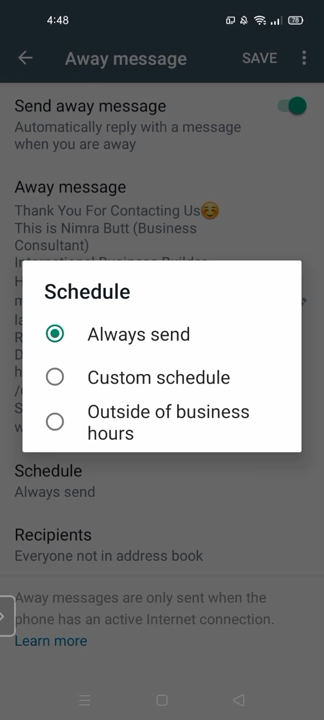 4:48
78
Away message
SAVE
Send away message
Automatically reply with a message
when you are away
Away message
Thank You For Contacting Us☺️
This is Nimra Butt (Business
Consultant)
Schedule
Always send
Custom schedule
Outside of business
hours
Schedule
Always send
Recipients
Everyone not in address book
Away messages are only sent when the
phone has an active Internet connection.
Learn more